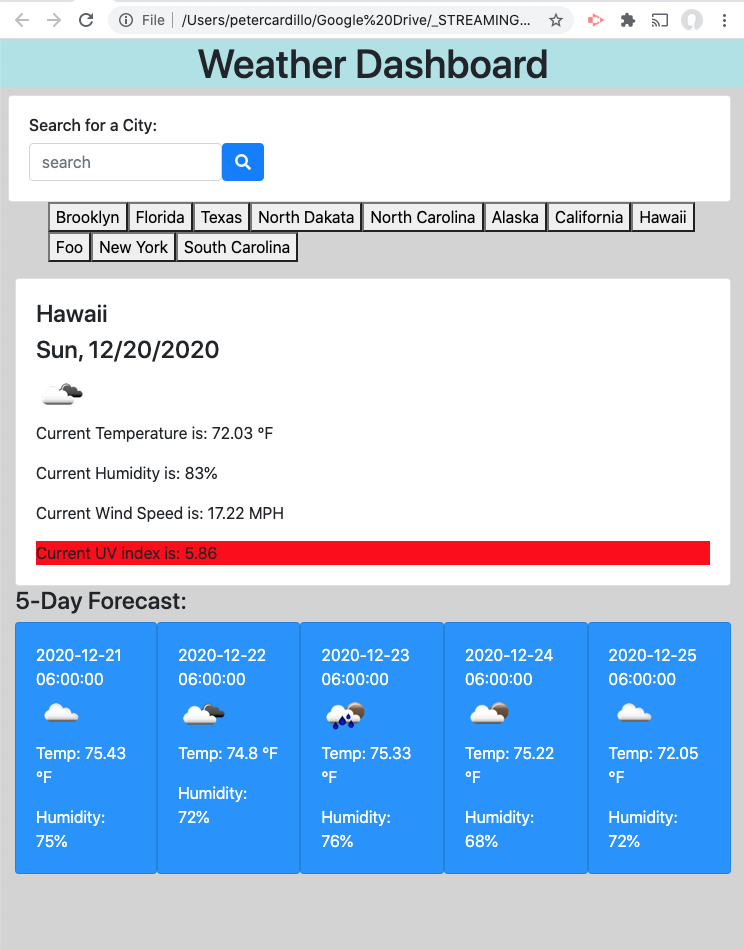 File | /Users/petercardillo/Google%20Drive/_STREAMING...
Weather Dashboard
Search for a City:
search
Brooklyn Florida Texas North Dakata North Carolina Alaska California Hawaii
Foo New York South Carolina
Hawaii
Sun, 12/20/2020
Current Temperature is: 72.03 °F
Current Humidity is: 83%
Current Wind Speed is: 17.22 MPH
Current UV index is: 5.86
5-Day Forecast:
2020-12-21
06:00:00
Temp: 75.43
°F
Humidity:
75%
2020-12-22
06:00:00
Temp: 74.8 °F
Humidity:
72%
2020-12-23
06:00:00
Temp: 75.33
°F
Humidity:
76%
2020-12-24
06:00:00
Temp: 75.22
°F
Humidity:
68%
2020-12-25
06:00:00
Temp: 72.05
°F
Humidity:
72%